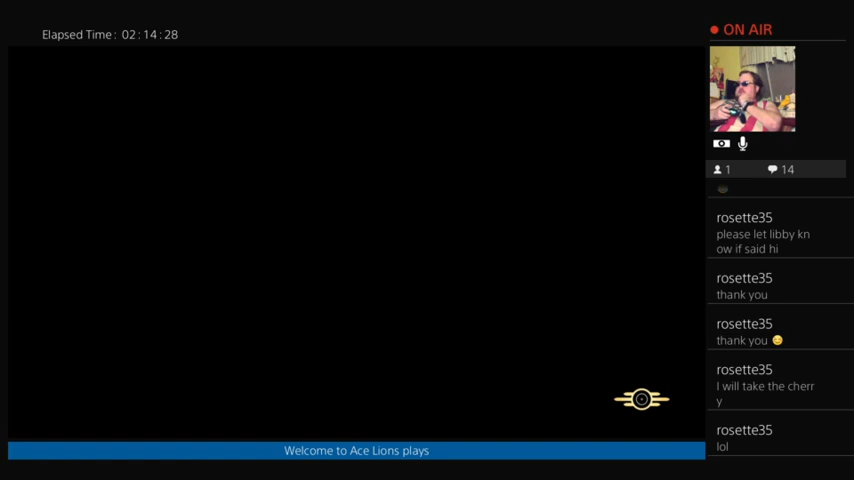 Elapsed Time: 02:14:28
ON AIR
1 14
rosette35
please let libby kn
ow if said hi
rosette35
thank you
rosette35
thank you 😊
rosette35
I will take the cherr
y
rosette35
lol
Welcome to Ace Lions plays